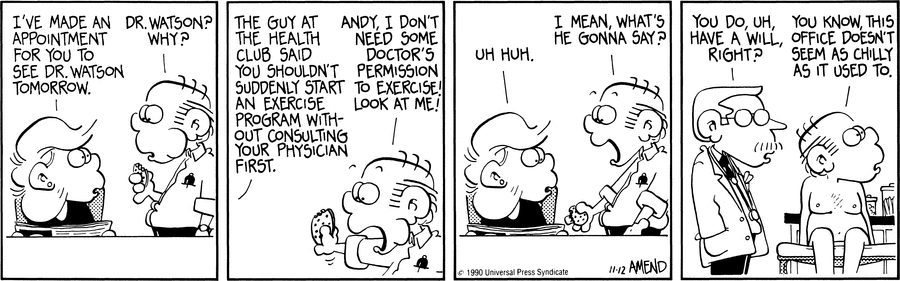 I'VE MADE AN
APPOINTMENT
FOR YOU TO
SEE DR. WATSON
TOMORROW.
DR. WATSON?
WHY?
THE GUY AT
THE HEALTH
CLUB SAID
YOU SHOULDN'T
SUDDENLY START
AN EXERCISE
PROGRAM WITH-
OUT CONSULTING
YOUR PHYSICIAN
FIRST.
ANDY, I DON'T
NEED SOME
DOCTOR'S
PERMISSION
TO EXERCISE!
LOOK AT ME!
UH HUH.
I MEAN, WHAT'S
HE GONNA SAY?
© 1990 Universal Press Syndicate
11-12 AMEND
YOU DO, UH,
HAVE A WILL,
RIGHT?
YOU KNOW, THIS
OFFICE DOESN'T
SEEM AS CHILLY
AS IT USED TO.